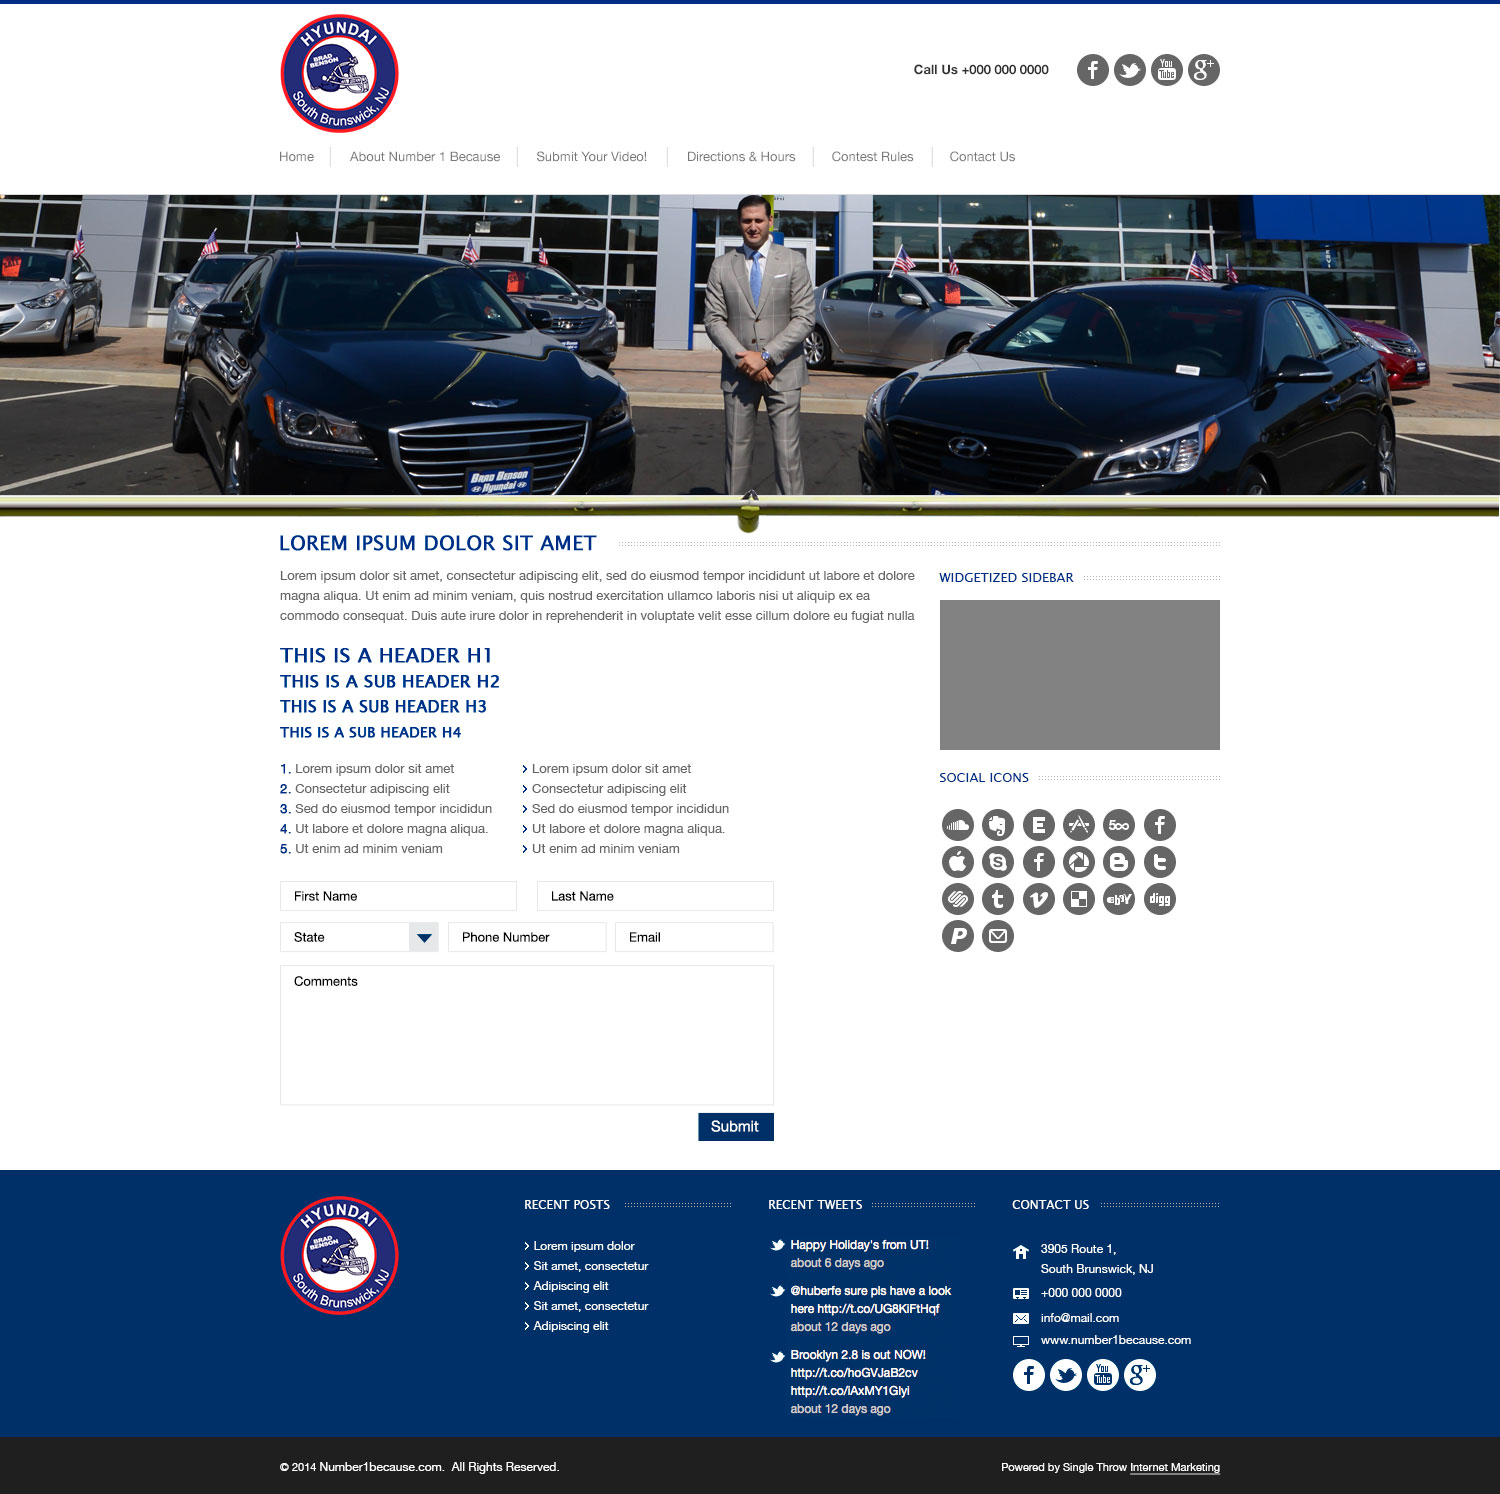 HYUNDAI
BRAD
BENSON
South Brunswick, NJ
Call Us +000 000 0000
You
Tube
Home
About Number 1 Because
Submit Your Video!
Directions & Hours
Contest Rules
Contact Us
Brad Benson
Hyundai
LOREM IPSUM DOLOR SIT AMET
Lorem ipsum dolor sit amet, consectetur adipiscing elit, sed do eiusmod tempor incididunt ut labore et dolore
magna aliqua. Ut enim ad minim veniam, quis nostrud exercitation ullamco laboris nisi ut aliquip ex ea
commodo consequat. Duis aute irure dolor in reprehenderit in voluptate velit esse cillum dolore eu fugiat nulla
THIS IS A HEADER H1
THIS IS A SUB HEADER H2
THIS IS A SUB HEADER H3
THIS IS A SUB HEADER H4
1. Lorem ipsum dolor sit amet
2. Consectetur adipiscing elit
3. Sed do eiusmod tempor incididun
4. Ut labore et dolore magna aliqua.
5. Ut enim ad minim veniam
Lorem ipsum dolor sit amet
Consectetur adipiscing elit
Sed do eiusmod tempor incididun
Ut labore et dolore magna aliqua.
Ut enim ad minim veniam
First Name
Last Name
State
Phone Number
Email
Comments
Submit
WIDGETIZED SIDEBAR
SOCIAL ICONS
500
ebay
digg
HYUNDAI
BRAD
BENSON
South Brunswick, NJ
RECENT POSTS
Lorem ipsum dolor
Sit amet, consectetur
Adipiscing elit
Sit amet, consectetur
Adipiscing elit
RECENT TWEETS
Happy Holiday's from UT!
about 6 days ago
@huberfe sure pls have a look
here http://t.co/UG8KiFtHqf
about 12 days ago
Brooklyn 2.8 is out NOW!
http://t.co/hoGVJaB2cv
http://t.co/iAxMY1Glyi
about 12 days ago
CONTACT US
3905 Route 1,
South Brunswick, NJ
+000 000 0000
info@mail.com
www.number1because.com
You
Tube
© 2014 Number1because.com. All Rights Reserved.
Powered by Single Throw Internet Marketing